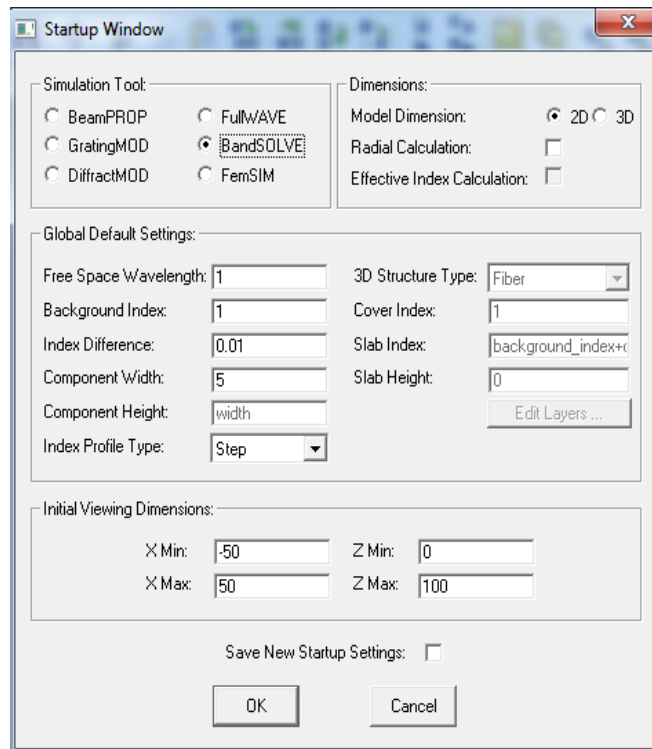 Startup Window
x
Simulation Tool:
BeamPROP
FullWAVE
GratingMOD
BandSOLVE
DiffractMOD
FemSIM
Dimensions:
Model Dimension: 2D 3D
Radial Calculation:
Effective Index Calculation:
Global Default Settings:
Free Space Wavelength: 1
Background Index: 1
Index Difference: 0.01
Component Width: 5
Component Height: width
Index Profile Type: Step
3D Structure Type: Fiber
Cover Index: 1
Slab Index: background_index+d
Slab Height: 0
Edit Layers ...
Initial Viewing Dimensions:
X Min: -50
Z Min: 0
X Max: 50
Z Max: 100
Save New Startup Settings:
OK
Cancel